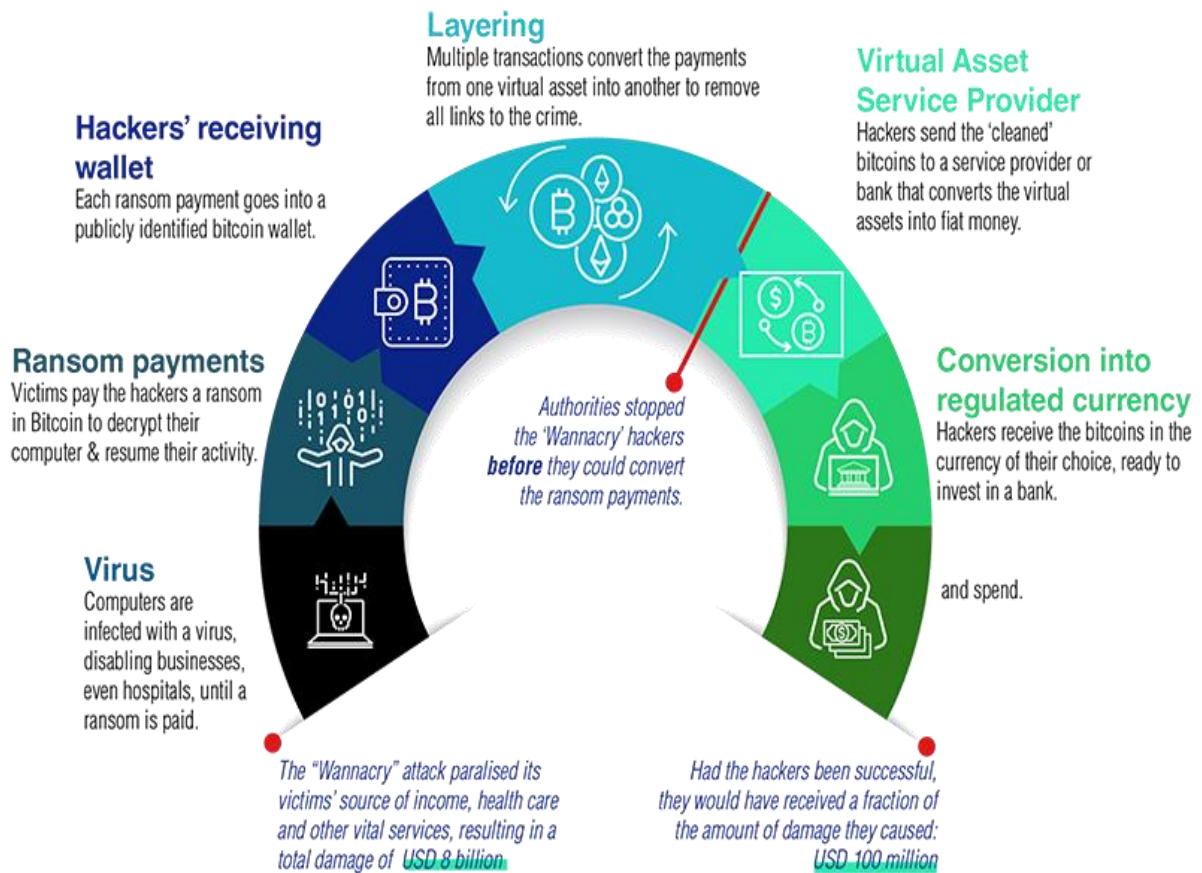 Layering
Multiple transactions convert the payments
from one virtual asset into another to remove
all links to the crime.
Virtual Asset
Service Provider
Hackers send the ‘cleaned’
bitcoins to a service provider or
bank that converts the virtual
assets into fiat money.
Hackers’ receiving
wallet
Each ransom payment goes into a
publicly identified bitcoin wallet.
Ransom payments
Victims pay the hackers a ransom
in Bitcoin to decrypt their
computer & resume their activity.
Authorities stopped
the ‘Wannacry’ hackers
before they could convert
the ransom payments.
Conversion into
regulated currency
Hackers receive the bitcoins in the
currency of their choice, ready to
invest in a bank.
Virus
Computers are
infected with a virus,
disabling businesses,
even hospitals, until a
ransom is paid.
and spend.
The “Wannacry” attack paralised its
victims’ source of income, health care
and other vital services, resulting in a
total damage of USD 8 billion
Had the hackers been successful,
they would have received a fraction of
the amount of damage they caused:
USD 100 million